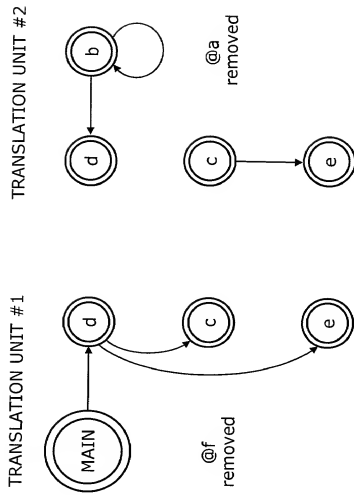 TRANSLATION UNIT #1
MAIN
d
c
e
@f
removed
TRANSLATION UNIT #2
b
d
c
e
@a
removed